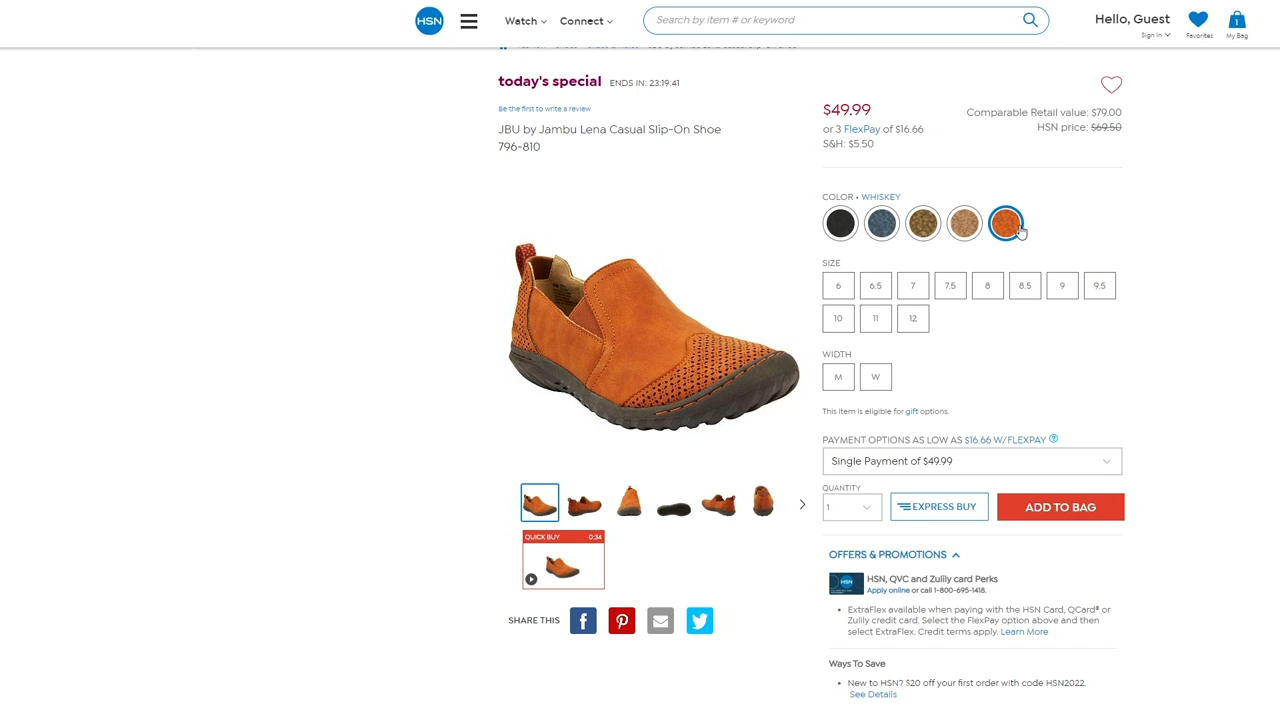 HSN
Watch
Connect
Search by item # or keyword
Hello, Guest
Sign In
Favorites
1
My Bag
today's special ENDS IN: 23:19:41
Be the first to write a review
JBU by Jambu Lena Casual Slip-On Shoe
796-810
$49.99
or 3 FlexPay of $16.66
S&H: $5.50
Comparable Retail value: $79.00
HSN price: $69.50
COLOR • WHISKEY
SIZE
6 6.5 7 7.5 8 8.5 9 9.5
10 11 12
WIDTH
M W
This item is eligible for gift options.
PAYMENT OPTIONS AS LOW AS $16.66 W/FLEXPAY ?
Single Payment of $49.99
QUANTITY
1
EXPRESS BUY
ADD TO BAG
QUICK BUY 0:34
SHARE THIS
OFFERS & PROMOTIONS
HSN
HSN, QVC and Zulily card Perks
Apply online or call 1-800-695-1418.
• ExtraFlex available when paying with the HSN Card, QCard® or
Zulily credit card. Select the FlexPay option above and then
select ExtraFlex. Credit terms apply. Learn More
Ways To Save
• New to HSN? $20 off your first order with code HSN2022.
See Details